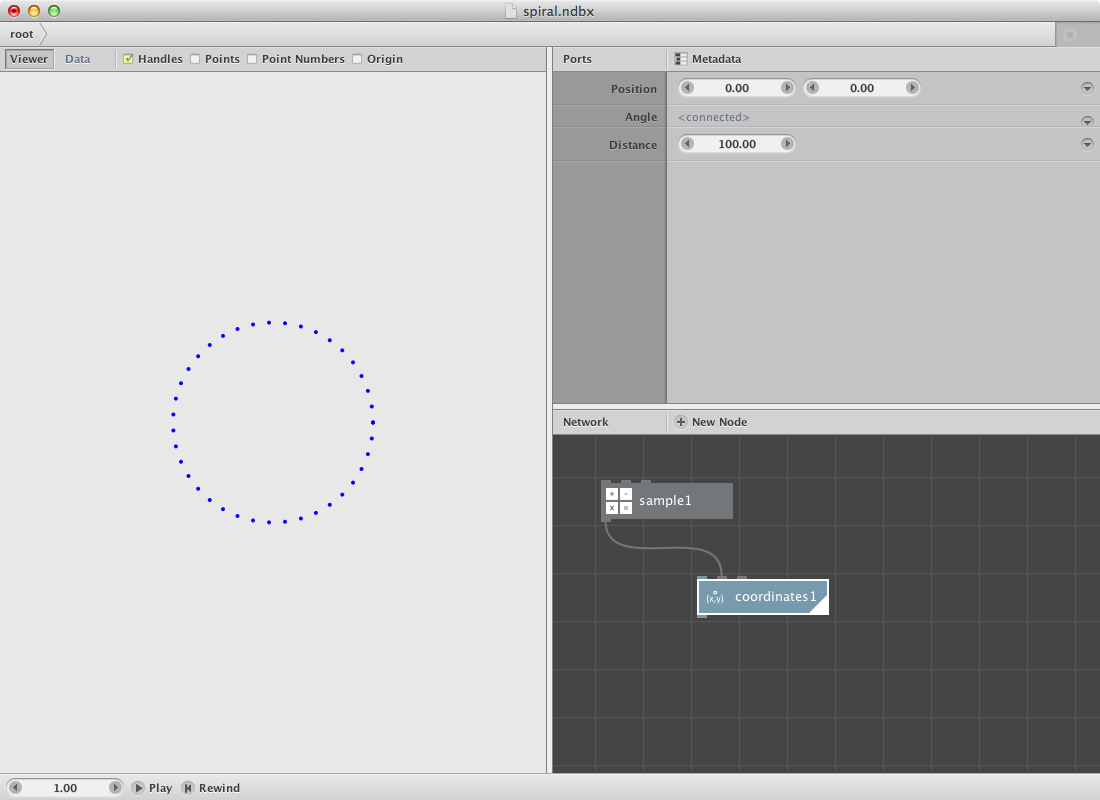 spiral.ndbx
root
Viewer Data Handles Points Point Numbers Origin
Ports Metadata
Position 0.00 0.00
Angle <connected>
Distance 100.00
Network New Node
sample1
(x,y) coordinates1
1.00 Play Rewind